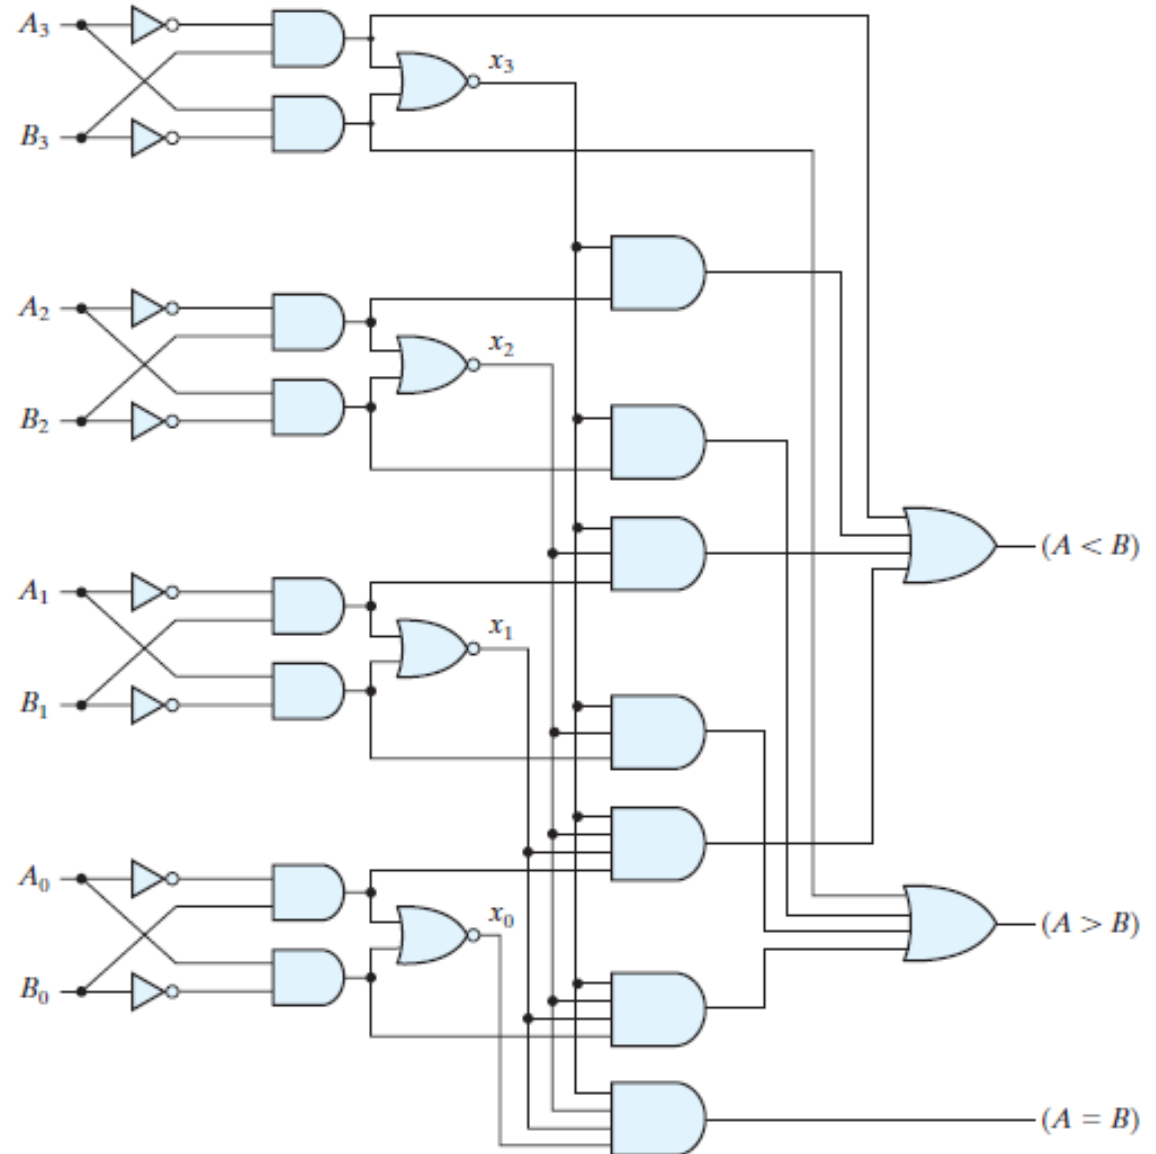 A₃
x₃
B₃
A₂
x₂
B₂
(A < B)
A₁
x₁
B₁
A₀
x₀
(A > B)
B₀
(A = B)